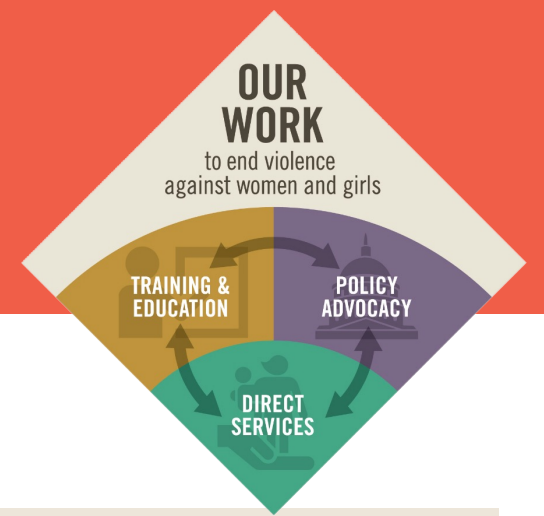 OUR
WORK
to end violence
against women and girls
TRAINING &
EDUCATION
POLICY
ADVOCACY
DIRECT
SERVICES